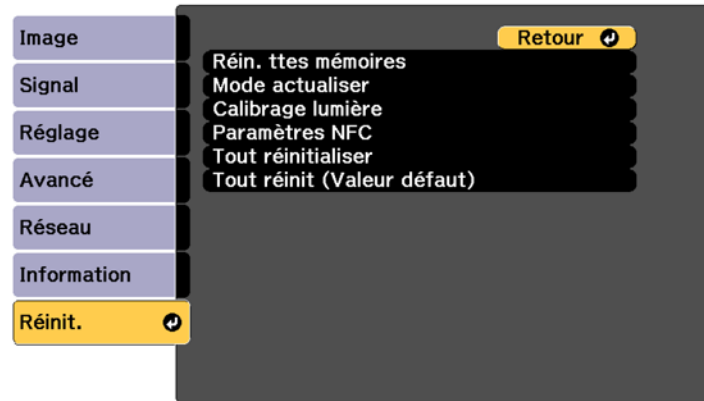 Image
Signal
Réglage
Avancé
Réseau
Information
Réinit.
Retour
Réin. ttes mémoires
Mode actualiser
Calibrage lumière
Paramètres NFC
Tout réinitialiser
Tout réinit (Valeur défaut)